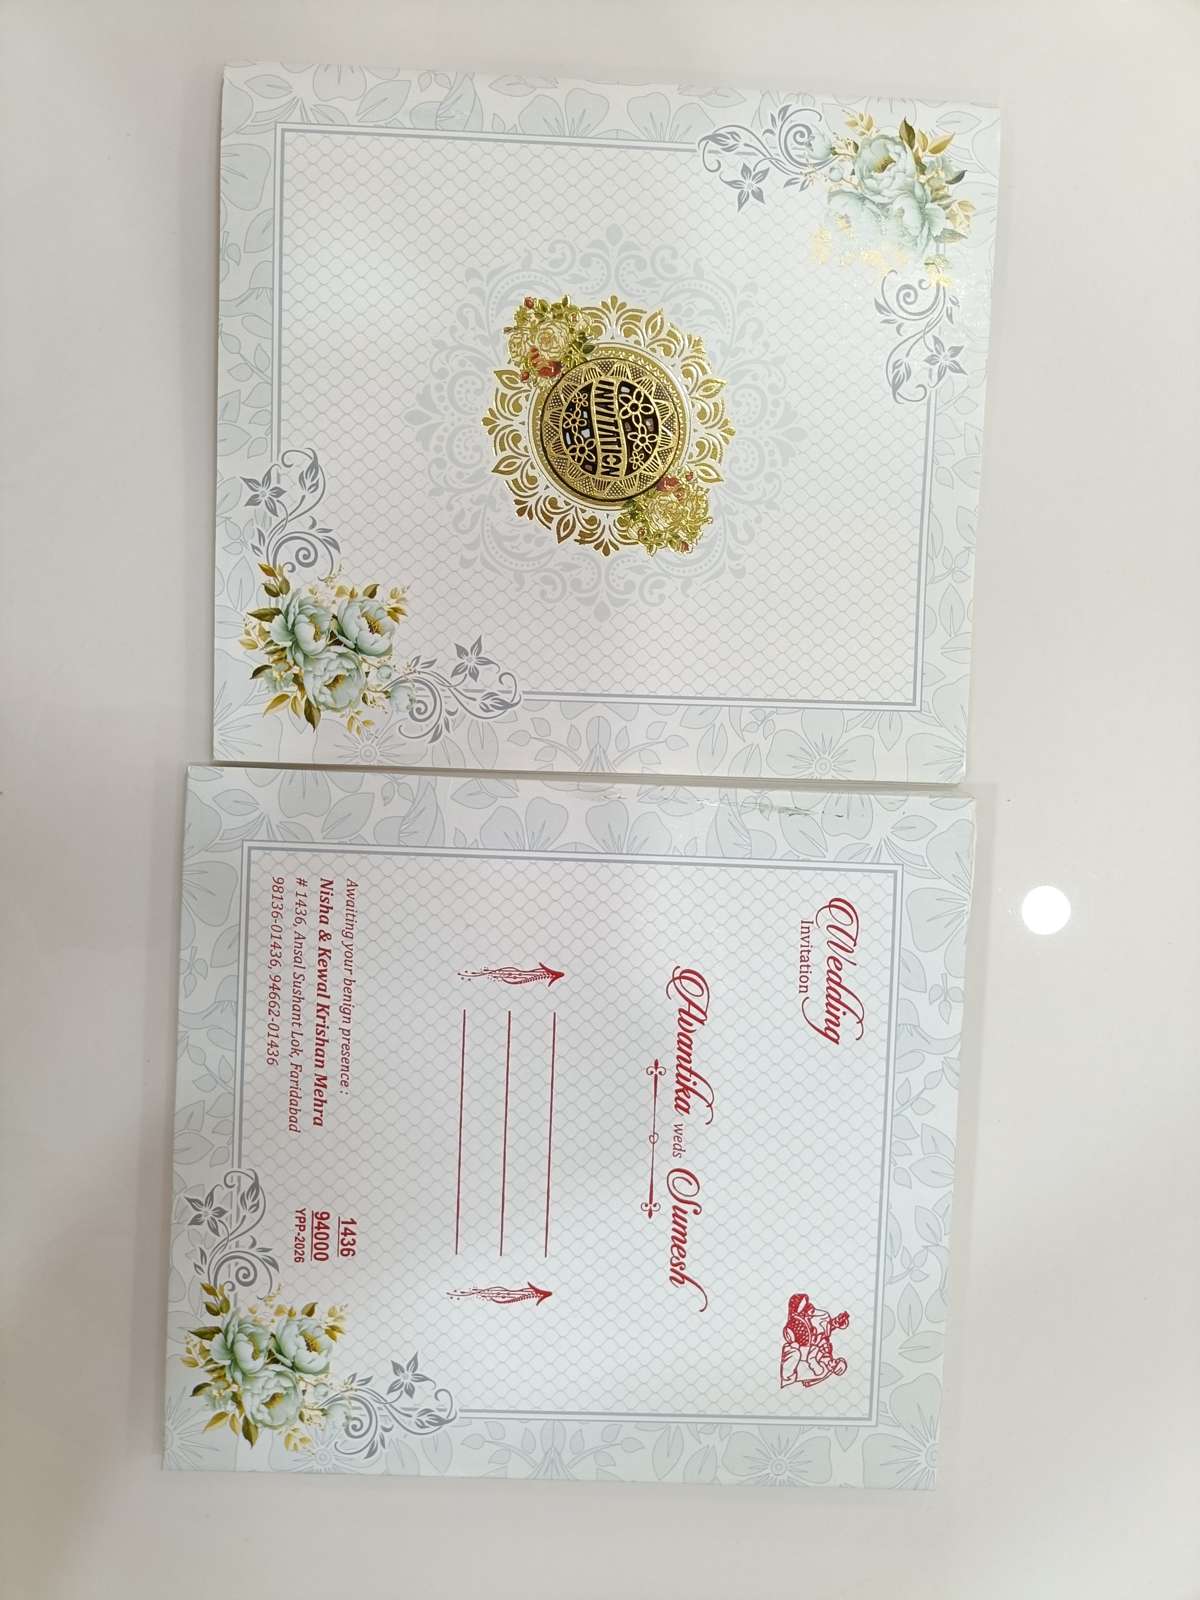 INVITATION
Wedding
Invitation
Avantika weds Sumesh
Awaiting your benign presence :
Nisha & Kewal Krishan Mehra
# 1436, Ansal Sushant Lok, Faridabad
98136-01436, 94662-01436
1436
94000
YPP-2026